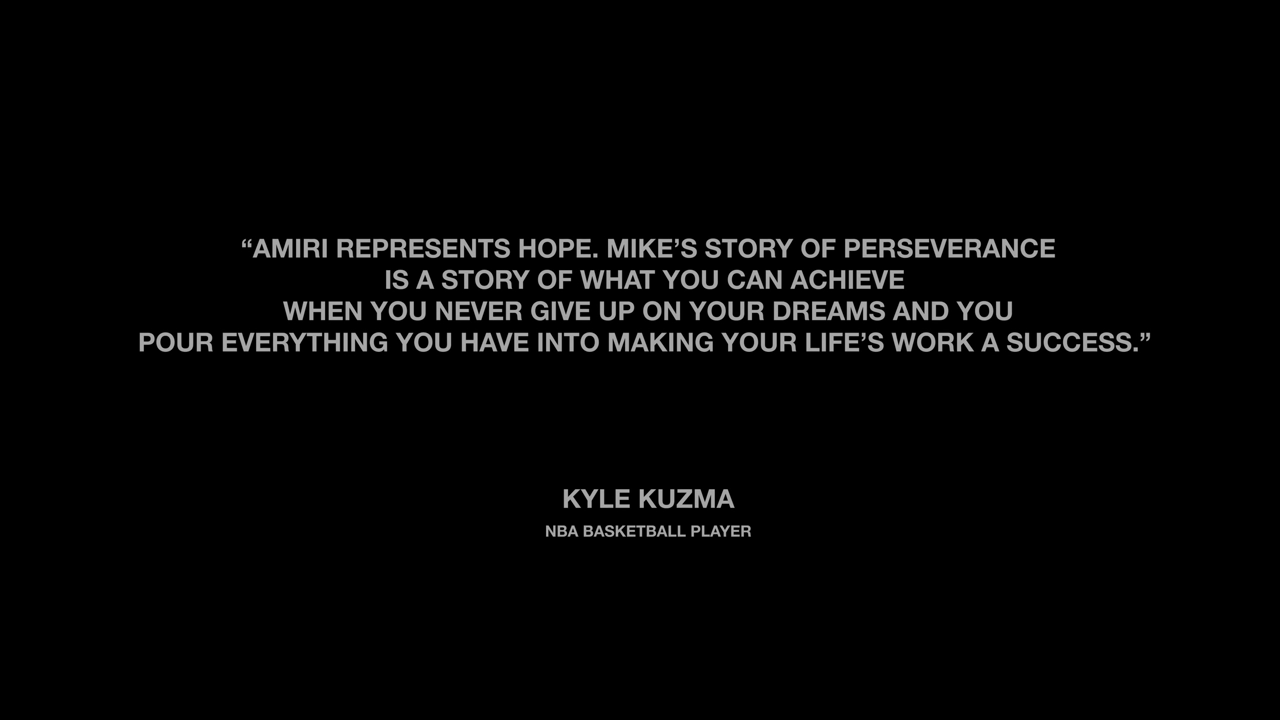 “AMIRI REPRESENTS HOPE. MIKE’S STORY OF PERSEVERANCE
IS A STORY OF WHAT YOU CAN ACHIEVE
WHEN YOU NEVER GIVE UP ON YOUR DREAMS AND YOU
POUR EVERYTHING YOU HAVE INTO MAKING YOUR LIFE’S WORK A SUCCESS.”
KYLE KUZMA
NBA BASKETBALL PLAYER